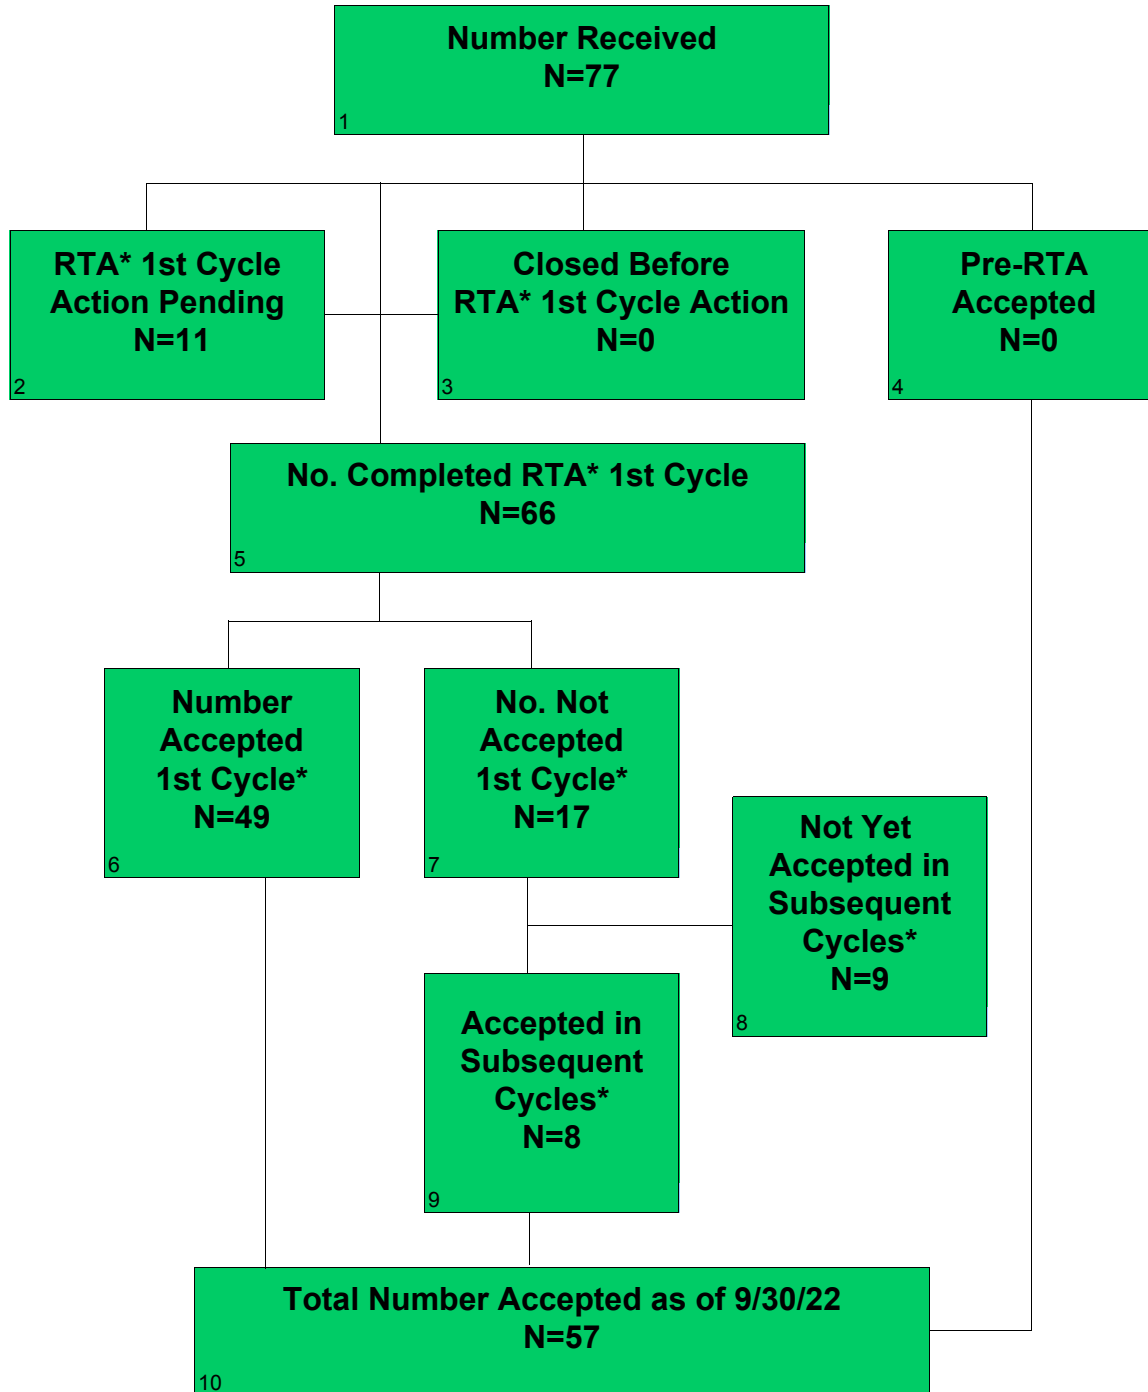 Number Received
N=77
1
RTA* 1st Cycle
Action Pending
N=11
2
Closed Before
RTA* 1st Cycle Action
N=0
3
Pre-RTA
Accepted
N=0
4
No. Completed RTA* 1st Cycle
N=66
5
Number
Accepted
1st Cycle*
N=49
6
No. Not
Accepted
1st Cycle*
N=17
7
Not Yet
Accepted in
Subsequent
Cycles*
N=9
8
Accepted in
Subsequent
Cycles*
N=8
9
Total Number Accepted as of 9/30/22
N=57
10